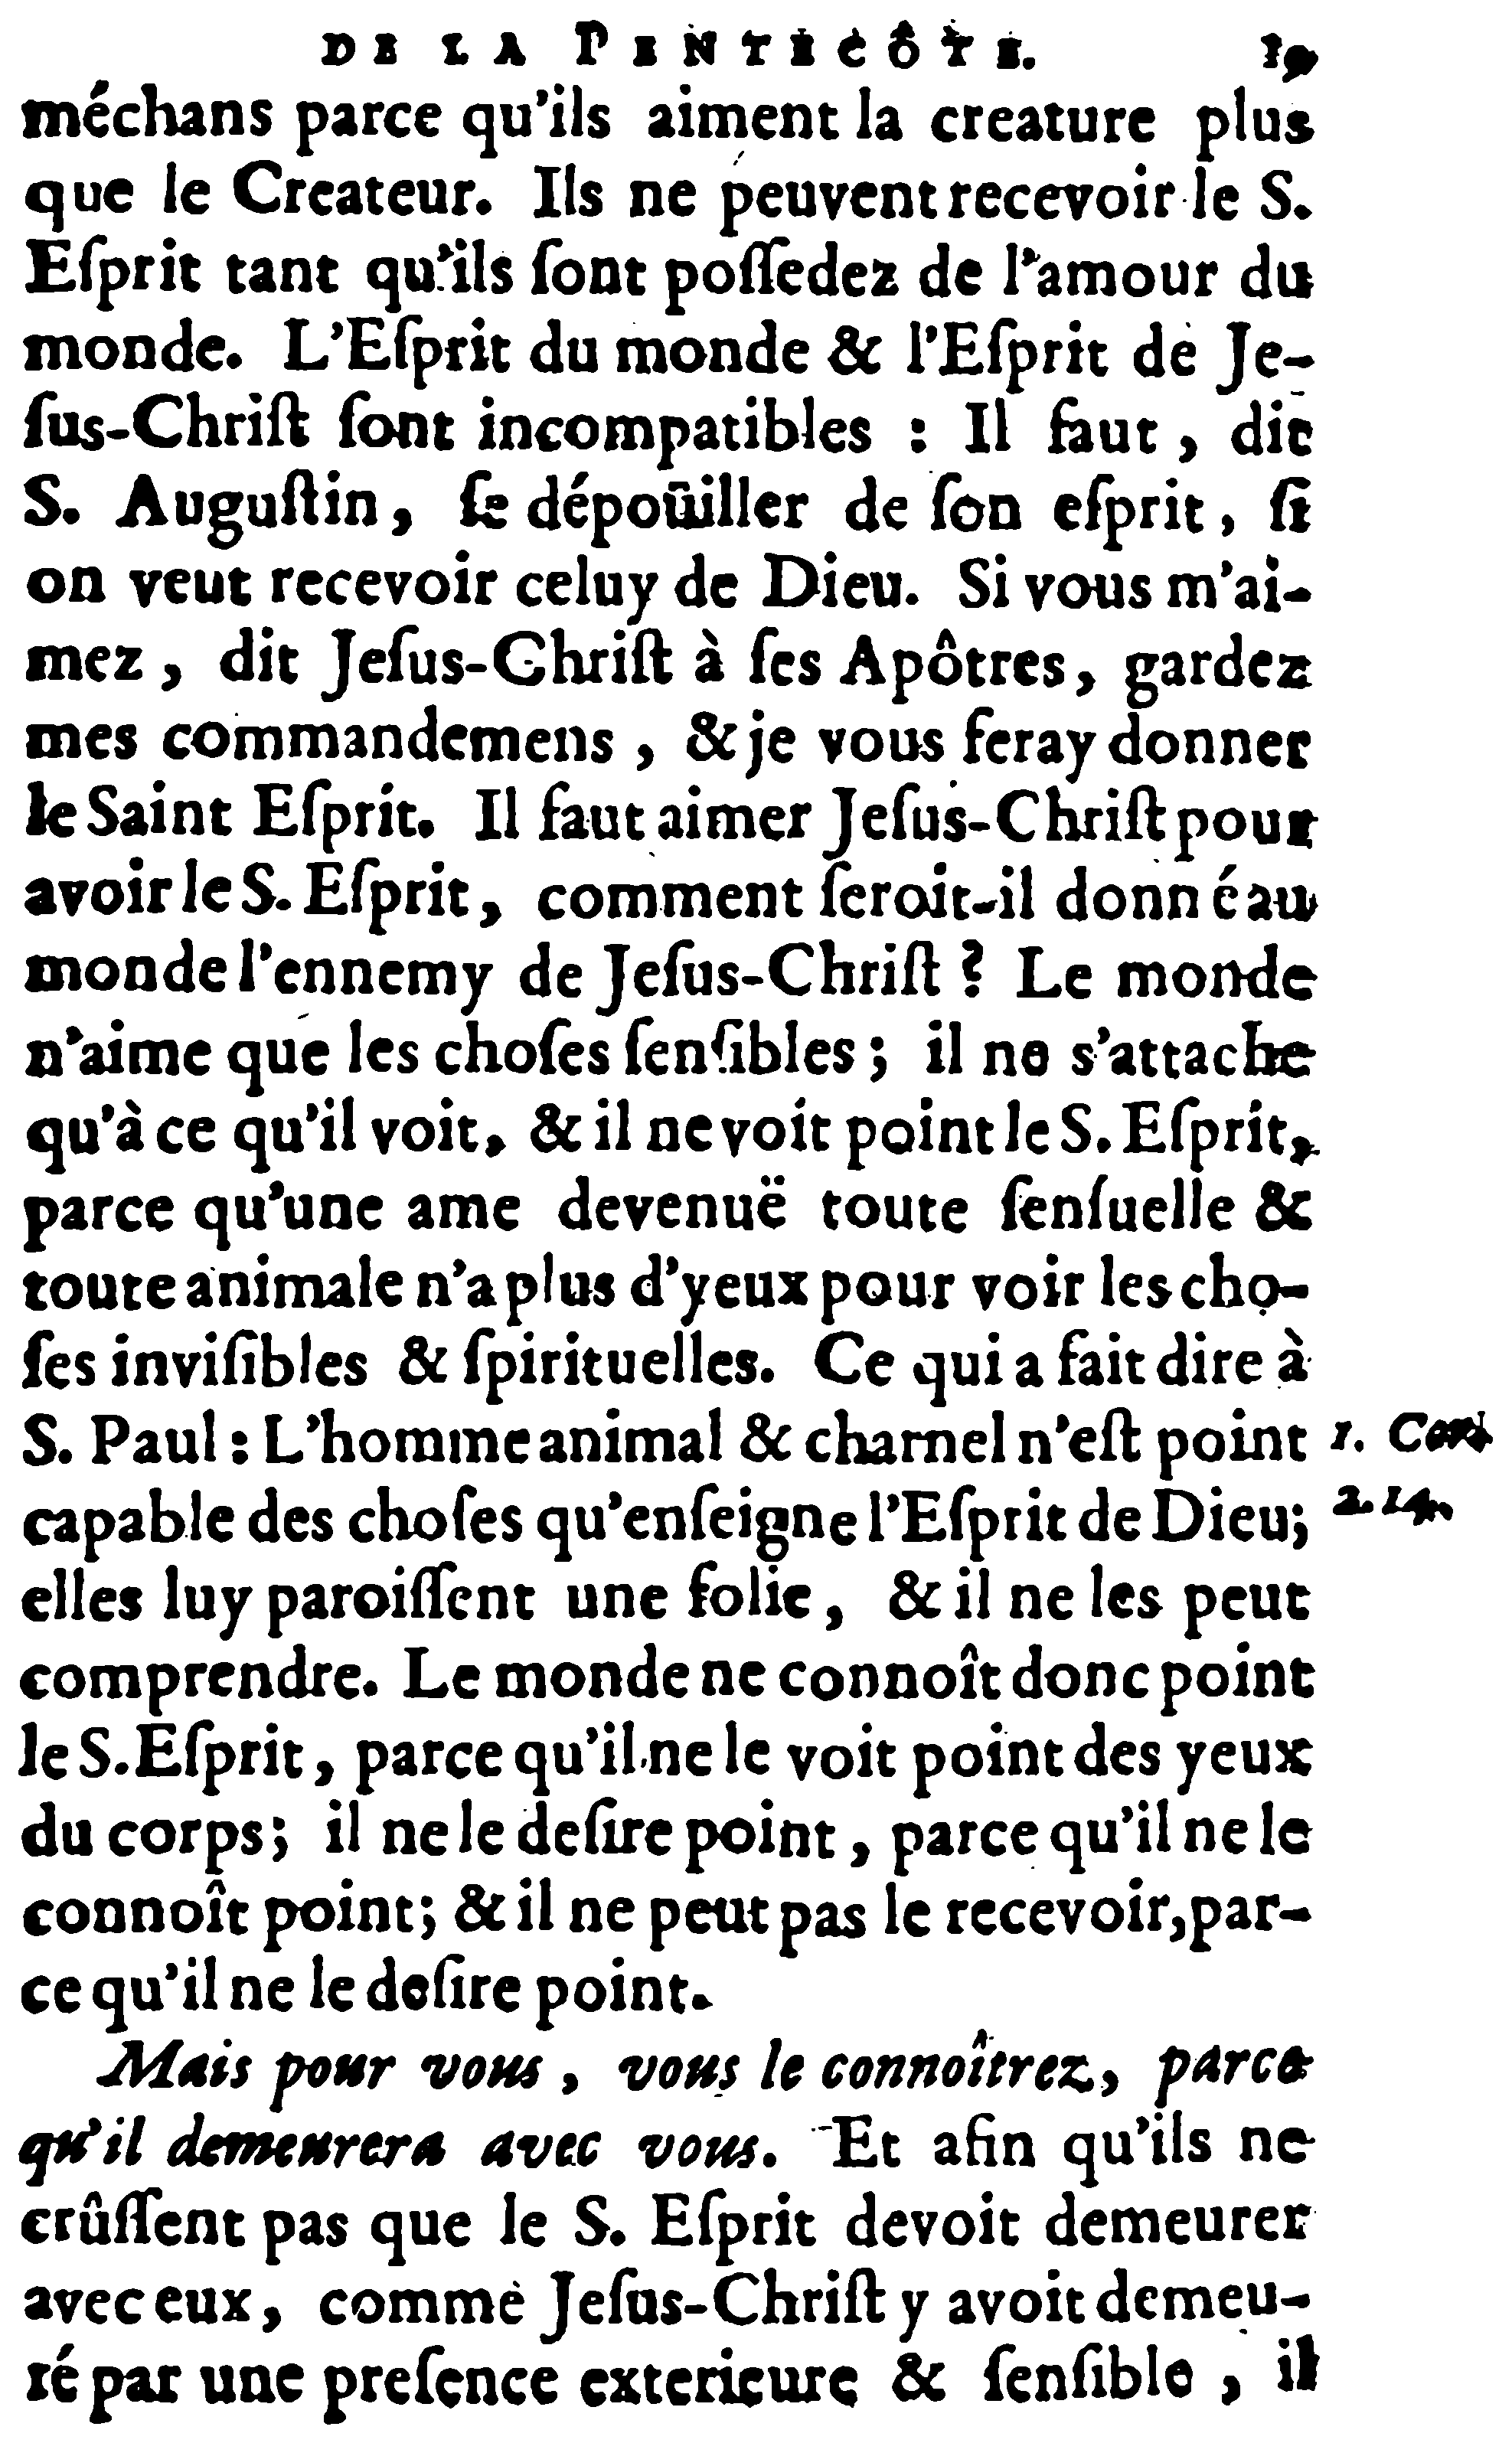 DE LA PENTECÔTE. 19
méchans parce qu'ils aiment la creature plus
que le Createur. Ils ne peuvent recevoir le S.
Eſprit tant qu'ils ſont poſſedez de l'amour du
monde. L'Eſprit du monde & l'Eſprit de Je-
ſus-Chriſt ſont incompatibles : Il faut, dit
S. Auguſtin, ſe dépoüiller de ſon eſprit, ſi
on veut recevoir celuy de Dieu. Si vous m'ai-
mez, dit Jeſus-Chriſt à ſes Apôtres, gardez
mes commandemens, & je vous feray donner
le Saint Eſprit. Il faut aimer Jeſus-Chriſt pour
avoir le S. Eſprit, comment ſeroit-il donné au
monde l'ennemy de Jeſus-Chriſt ? Le monde
n'aime que les choſes ſenſibles ; il ne s'attache
qu'à ce qu'il voit, & il ne voit point le S. Eſprit,
parce qu'une ame devenuë toute ſenſuelle &
toute animale n'a plus d'yeux pour voir les cho-
ſes inviſibles & ſpirituelles. Ce qui a fait dire à
S. Paul : L'homme animal & charnel n'eſt point 1. Cor.
capable des choſes qu'enſeigne l'Eſprit de Dieu; 2. 14.
elles luy paroiſſent une folie, & il ne les peut
comprendre. Le monde ne connoît donc point
le S. Eſprit, parce qu'il ne le voit point des yeux
du corps; il ne le deſire point, parce qu'il ne le
connoît point; & il ne peut pas le recevoir, par-
ce qu'il ne le deſire point.
Mais pour vous, vous le connoîtrez, parce
qu'il demeurera avec vous. Et afin qu'ils ne
crûſſent pas que le S. Eſprit devoit demeurer
avec eux, comme Jeſus-Chriſt y avoit demeu-
ré par une preſence exterieure & ſenſible, il